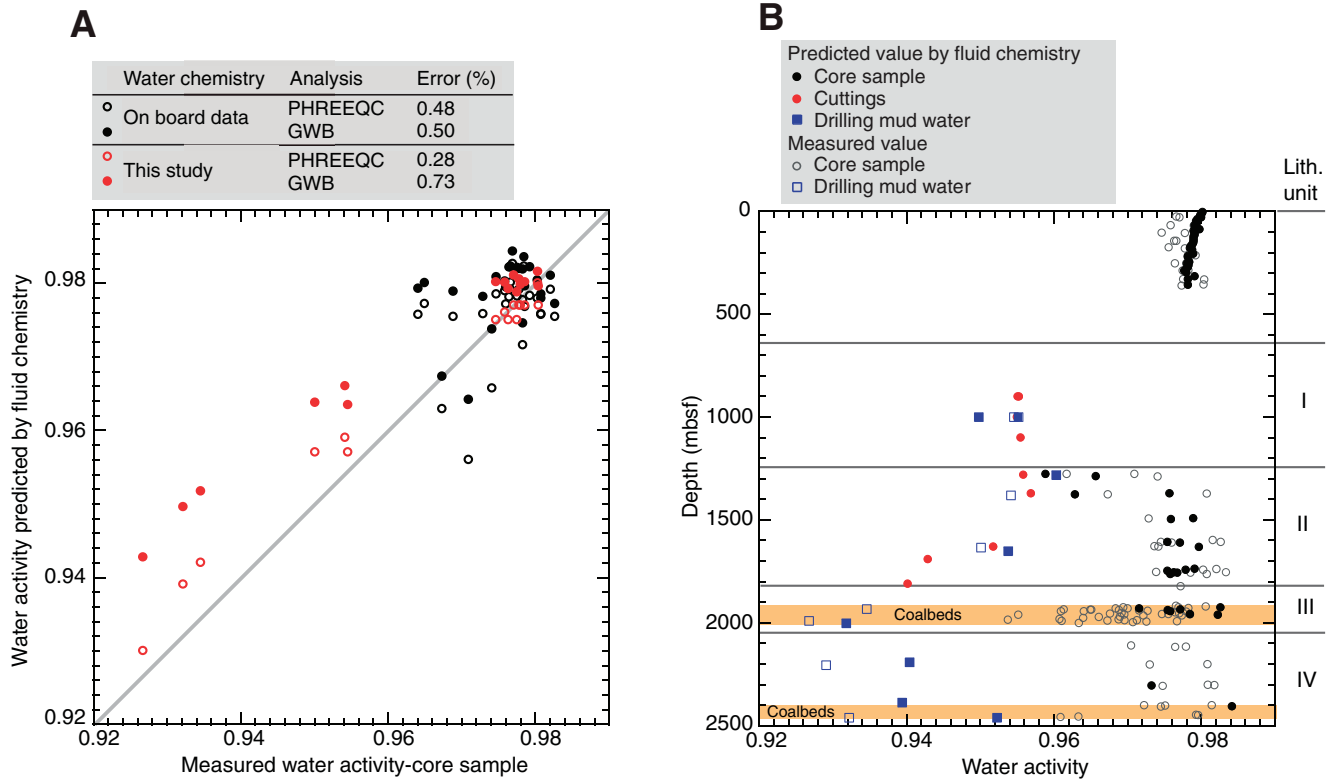 A
Water chemistry Analysis Error (%)
On board data PHREEQC 0.48
GWB 0.50
This study PHREEQC 0.28
GWB 0.73
Water activity predicted by fluid chemistry
0.98
0.96
0.94
0.92
0.92 0.94 0.96 0.98
Measured water activity-core sample
B
Predicted value by fluid chemistry
Core sample
Cuttings
Drilling mud water
Measured value
Core sample
Drilling mud water
Lith.
unit
Depth (mbsf)
0
500
1000
1500
2000
2500
I
II
III
IV
Coalbeds
Coalbeds
0.92 0.94 0.96 0.98
Water activity